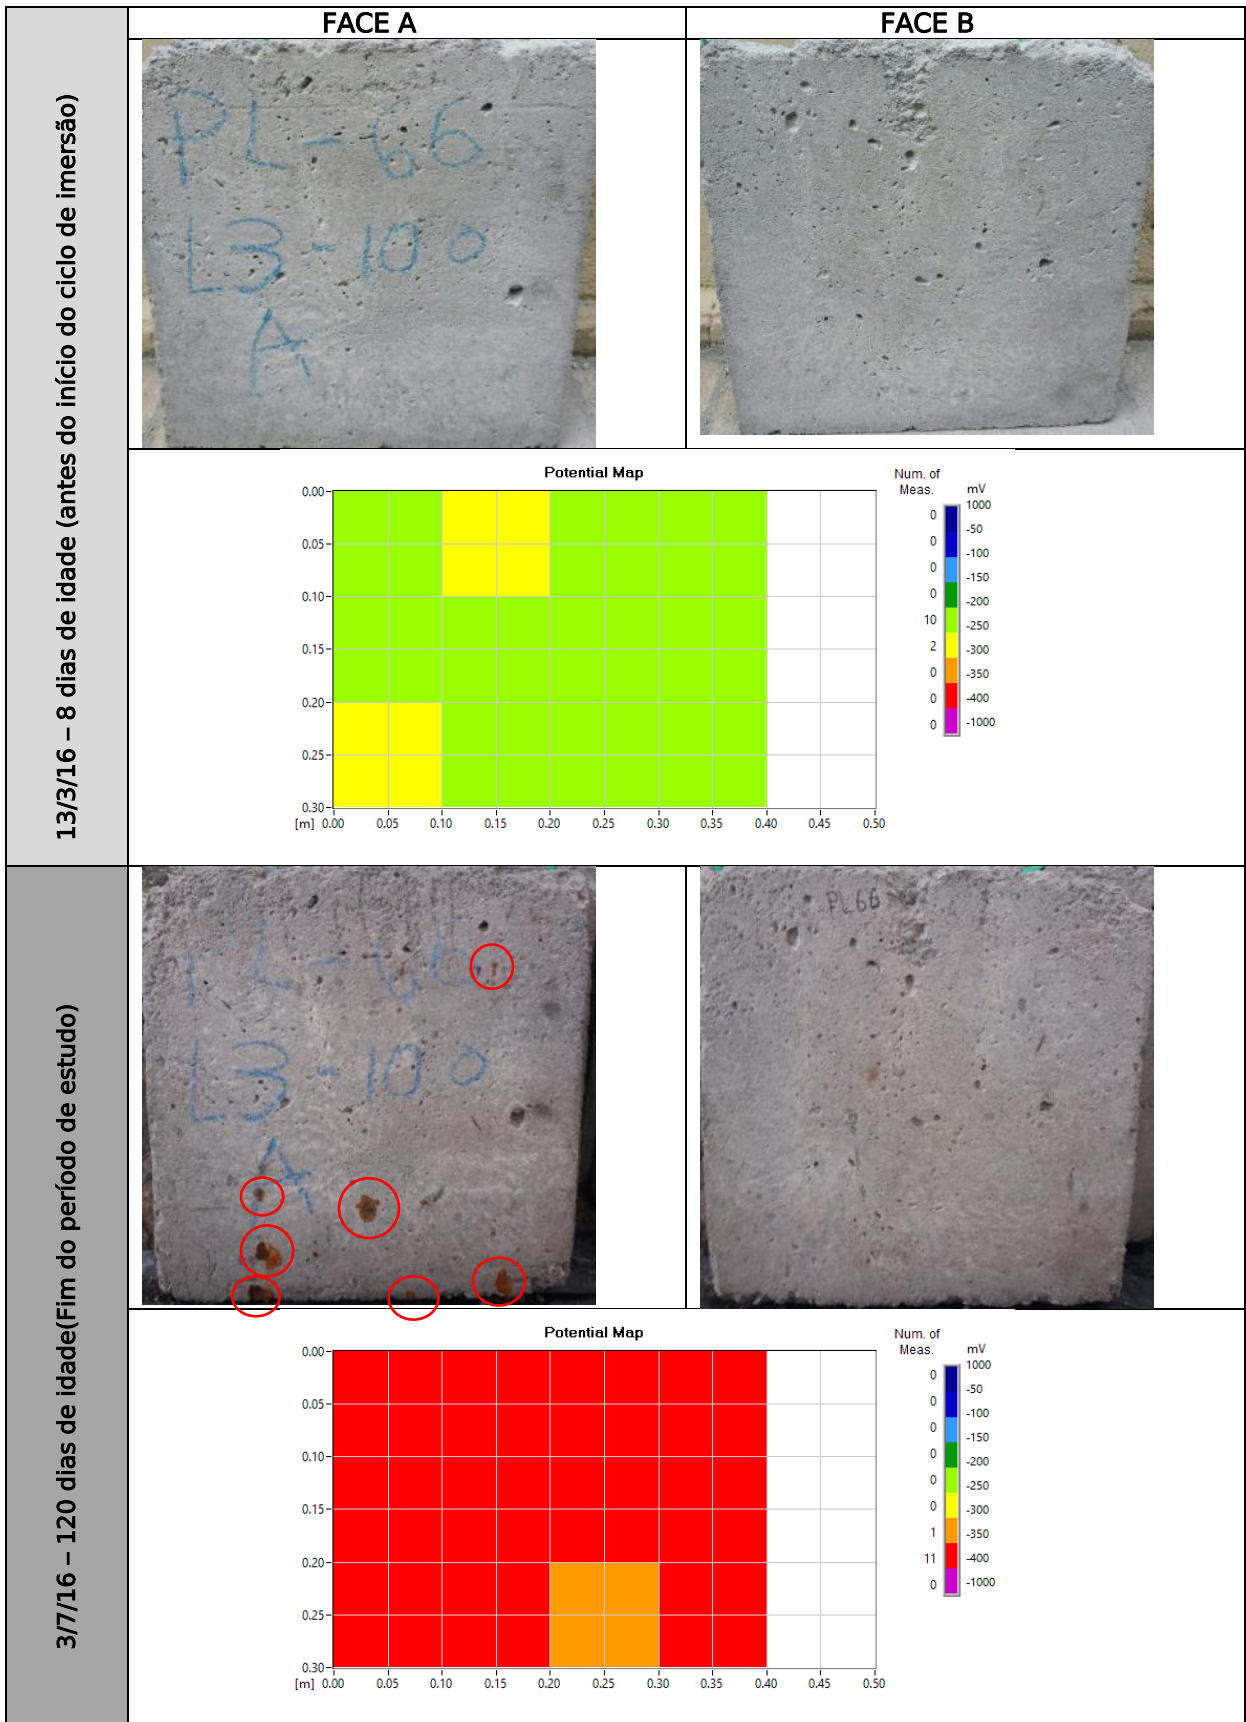 FACE A
FACE B
13/3/16 – 8 dias de idade (antes do início do ciclo de imersão)
PL-66
L3-100
A
Potential Map
Num. of
Meas.
mV
0.00
0.05
0.10
0.15
0.20
0.25
0.30
[m] 0.00 0.05 0.10 0.15 0.20 0.25 0.30 0.35 0.40 0.45 0.50
0
0
0
0
10
2
0
0
0
1000
-50
-100
-150
-200
-250
-300
-350
-400
-1000
3/7/16 – 120 dias de idade(Fim do período de estudo)
PL-66
L3-100
A
PL66
Potential Map
Num. of
Meas.
mV
0.00
0.05
0.10
0.15
0.20
0.25
0.30
[m] 0.00 0.05 0.10 0.15 0.20 0.25 0.30 0.35 0.40 0.45 0.50
0
0
0
0
0
0
1
11
0
1000
-50
-100
-150
-200
-250
-300
-350
-400
-1000